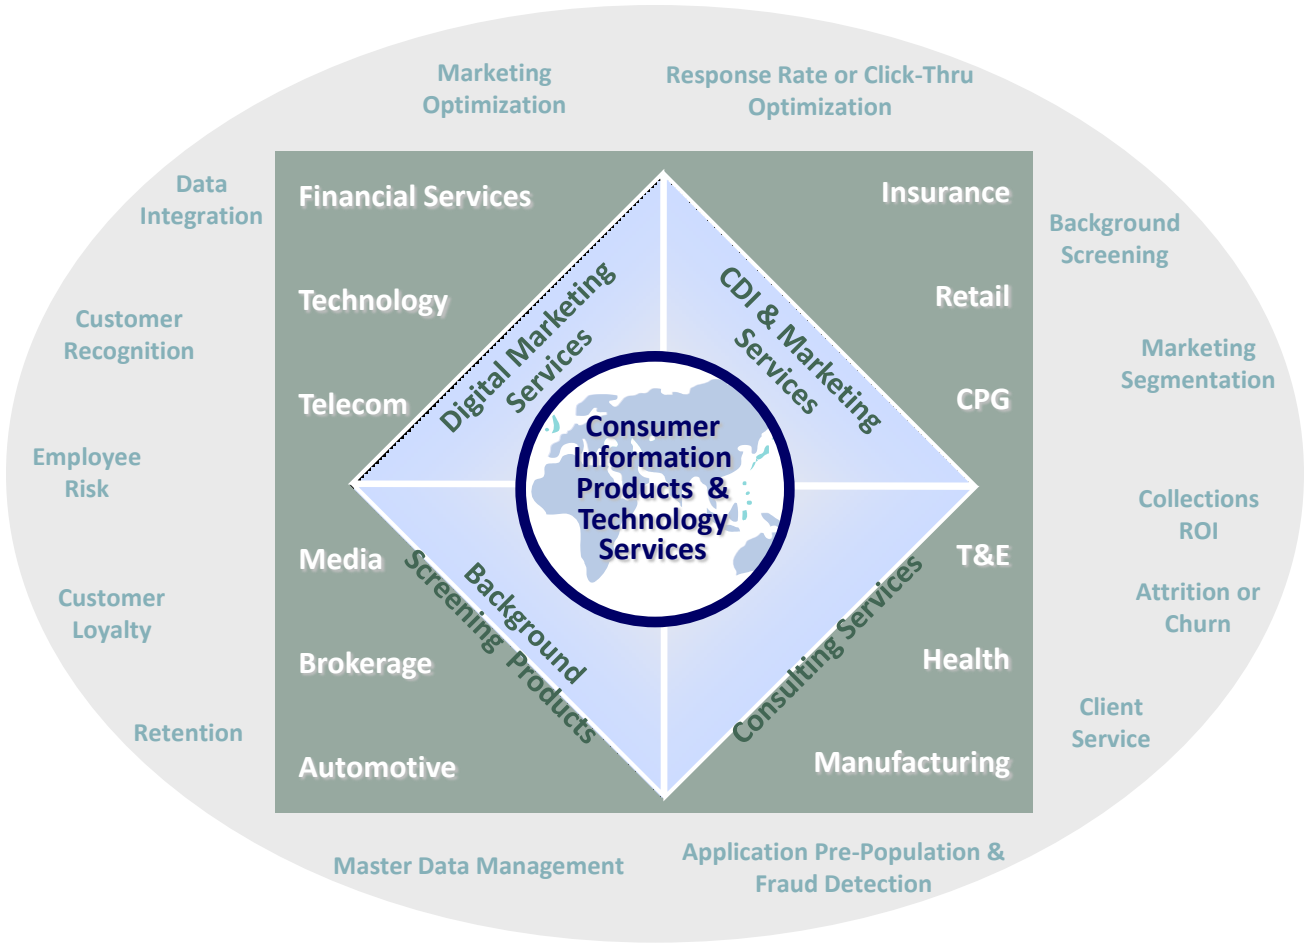 Marketing
Optimization
Response Rate or Click-Thru
Optimization
Data
Integration
Customer
Recognition
Employee
Risk
Customer
Loyalty
Retention
Financial Services
Technology
Telecom
Media
Brokerage
Automotive
Digital Marketing
Services
CDI & Marketing
Services
Consumer
Information
Products &
Technology
Services
Background
Screening Products
Consulting Services
Insurance
Retail
CPG
T&E
Health
Manufacturing
Background
Screening
Marketing
Segmentation
Collections
ROI
Attrition or
Churn
Client
Service
Master Data Management
Application Pre-Population &
Fraud Detection